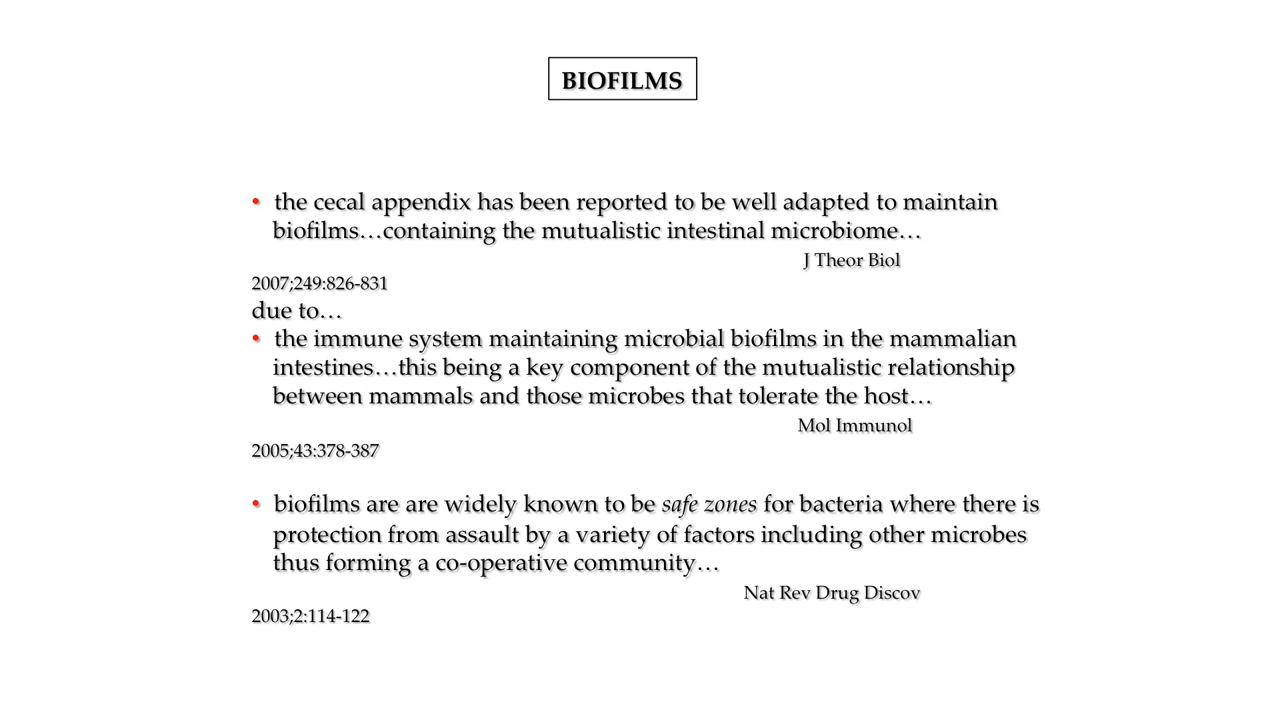 BIOFILMS
• the cecal appendix has been reported to be well adapted to maintain
biofilms…containing the mutualistic intestinal microbiome…
J Theor Biol
2007;249:826-831
due to…
• the immune system maintaining microbial biofilms in the mammalian
intestines…this being a key component of the mutualistic relationship
between mammals and those microbes that tolerate the host…
Mol Immunol
2005;43:378-387
• biofilms are are widely known to be safe zones for bacteria where there is
protection from assault by a variety of factors including other microbes
thus forming a co-operative community…
Nat Rev Drug Discov
2003;2:114-122